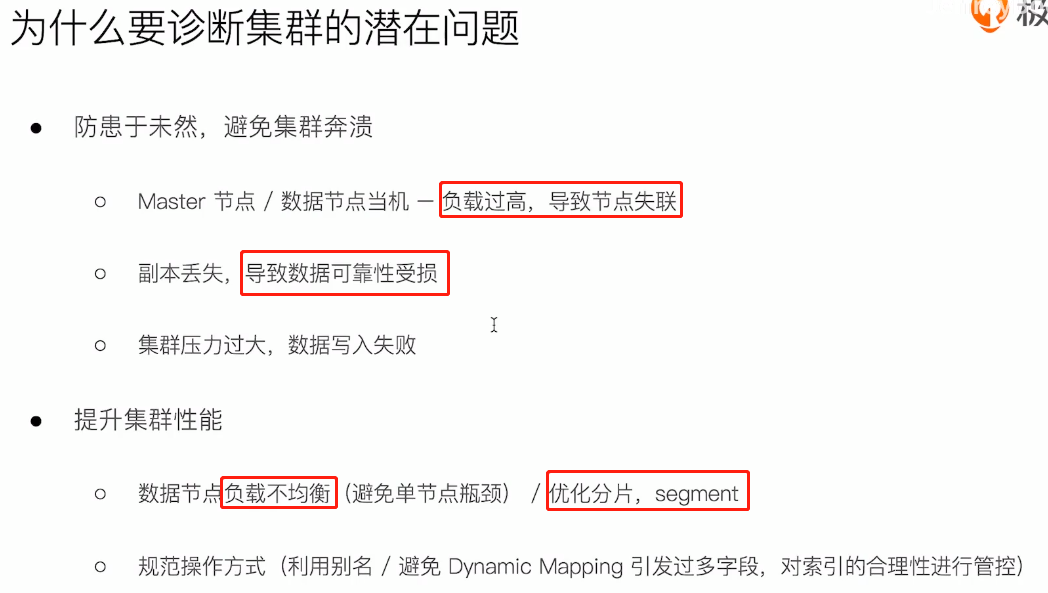 为什么要诊断集群的潜在问题
防患于未然，避免集群奔溃
Master 节点 / 数据节点当机 — 负载过高，导致节点失联
副本丢失，导致数据可靠性受损
集群压力过大，数据写入失败
提升集群性能
数据节点负载不均衡（避免单节点瓶颈） / 优化分片，segment
规范操作方式（利用别名 / 避免 Dynamic Mapping 引发过多字段，对索引的合理性进行管控）